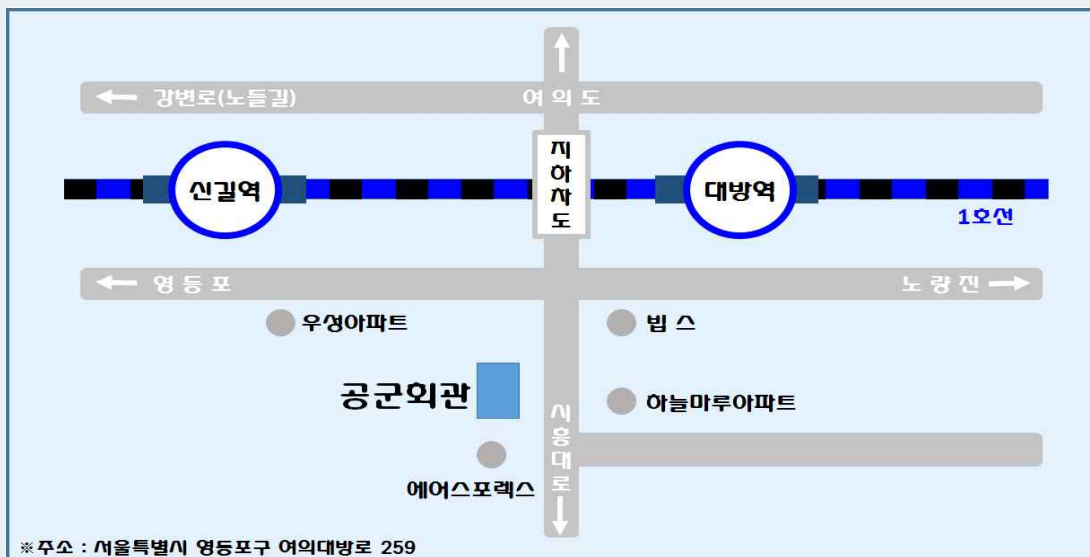 강변로(노들길)
여 의 도
지하차도
신길역
대방역
1호선
영 등 포
노 량 진
우성아파트
빕 스
공군회관
하늘마루아파트
시흥대로
에어스포렉스
※주소 : 서울특별시 영등포구 여의대방로 259